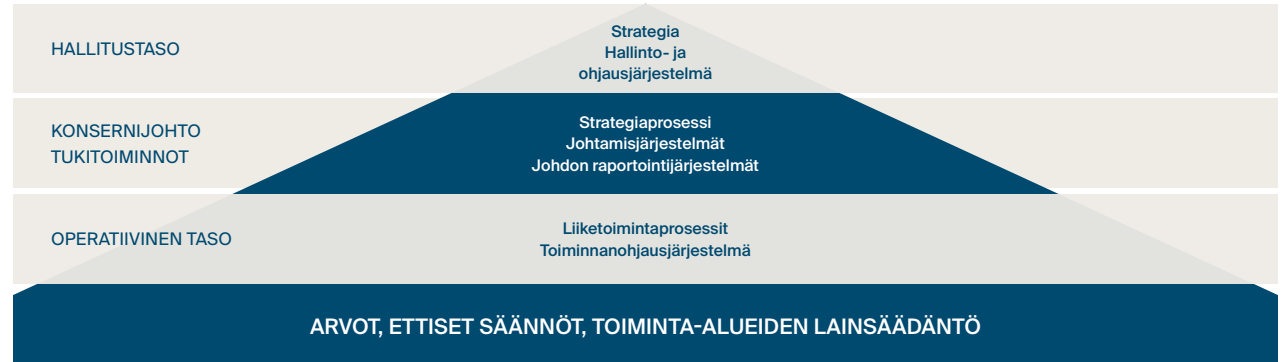 HALLITUSTASO
Strategia
Hallinto- ja
ohjausjärjestelmä
KONSERNIJOHTO
TUKITOIMINNOT
Strategiaprosessi
Johtamisjärjestelmät
Johdon raportointijärjestelmät
OPERATIIVINEN TASO
Liiketoimintaprosessit
Toiminnanohjausjärjestelmä
ARVOT, ETTISET SÄÄNNÖT, TOIMINTA-ALUEIDEN LAINSÄÄDÄNTÖ